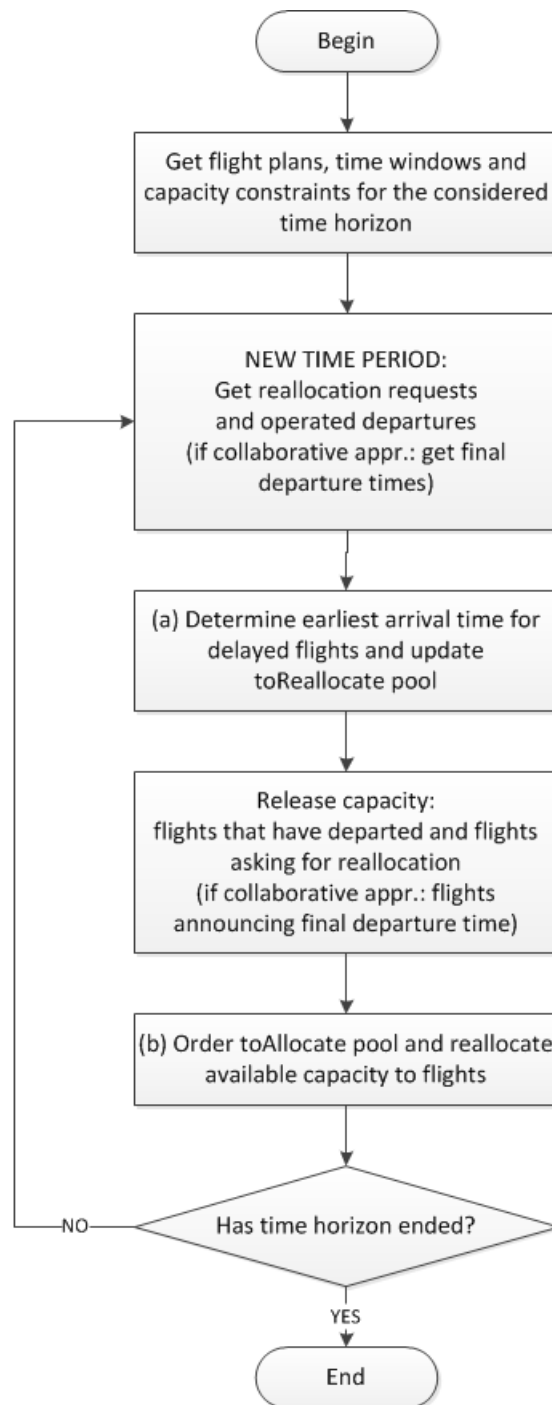 Begin
Get flight plans, time windows and
capacity constraints for the considered
time horizon
NEW TIME PERIOD:
Get reallocation requests
and operated departures
(if collaborative appr.: get final
departure times)
(a) Determine earliest arrival time for
delayed flights and update
toReallocate pool
Release capacity:
flights that have departed and flights
asking for reallocation
(if collaborative appr.: flights
announcing final departure time)
(b) Order toAllocate pool and reallocate
available capacity to flights
Has time horizon ended?
NO
YES
End